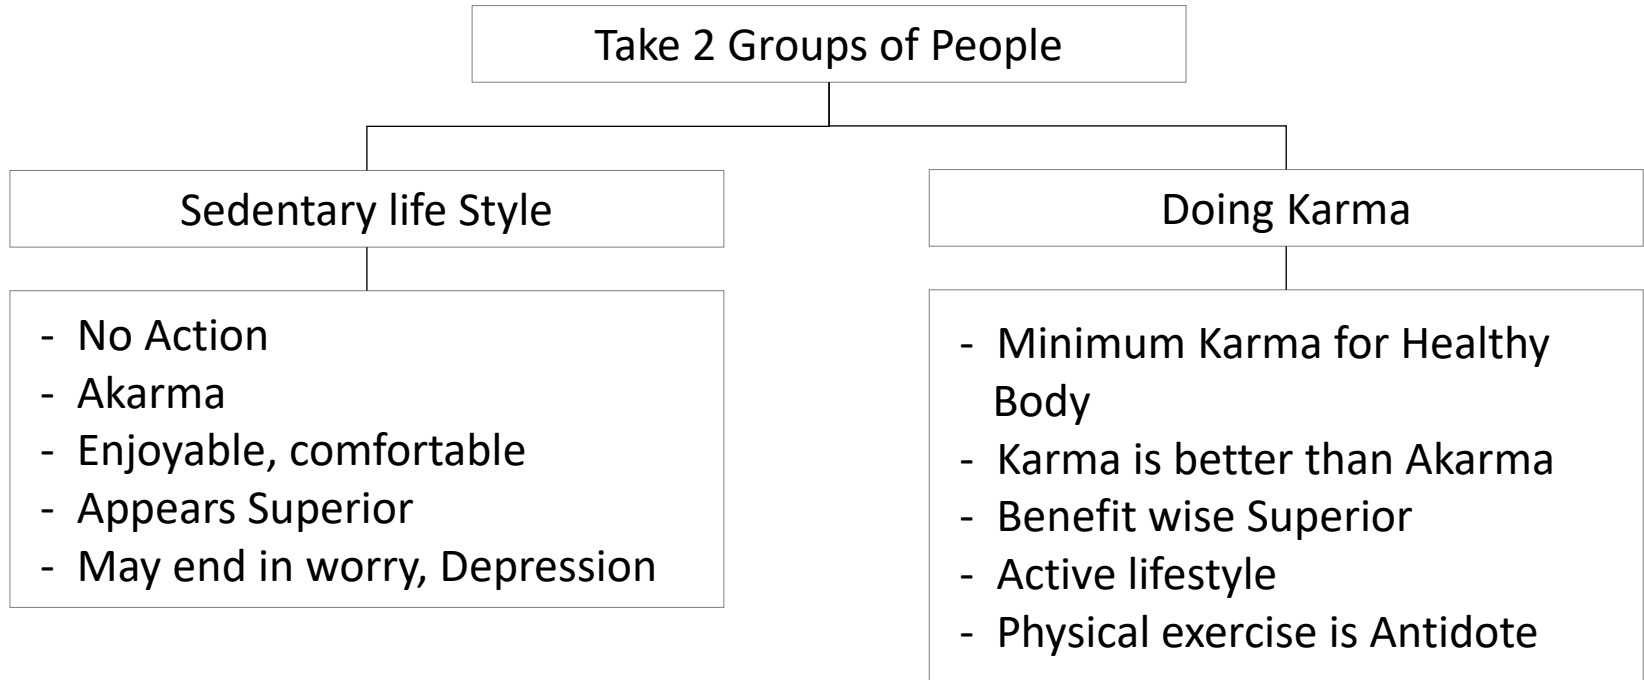 Take 2 Groups of People
Sedentary life Style
- No Action
- Akarma
- Enjoyable, comfortable
- Appears Superior
- May end in worry, Depression
Doing Karma
- Minimum Karma for Healthy
Body
- Karma is better than Akarma
- Benefit wise Superior
- Active lifestyle
- Physical exercise is Antidote